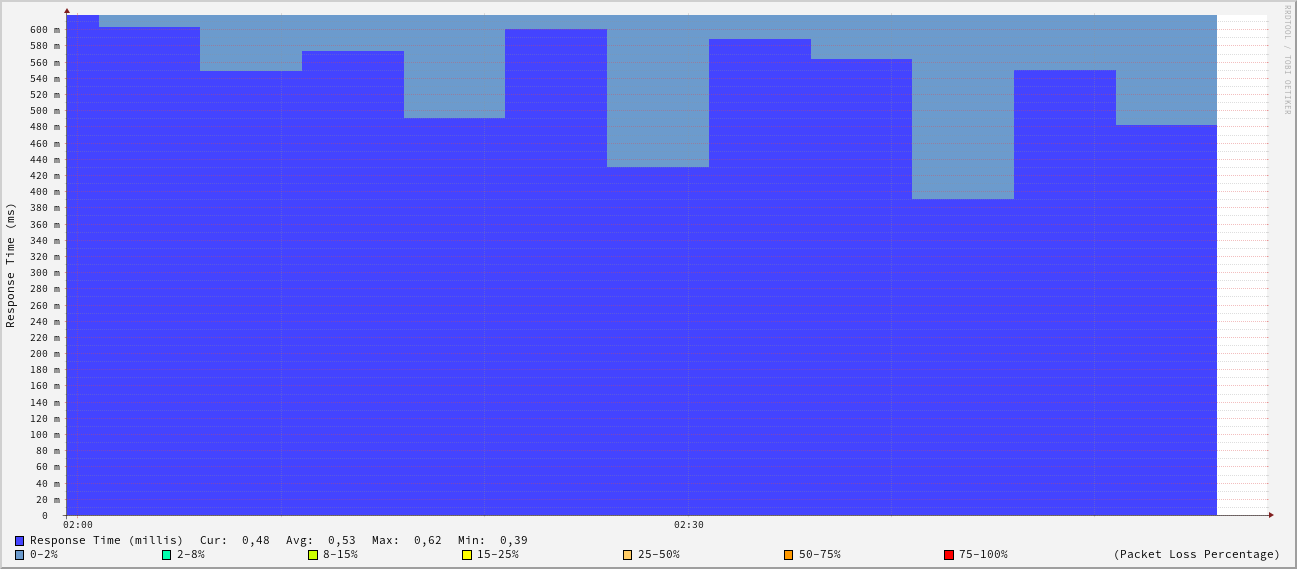 RRDTOOL / TOBI OETIKER
Response Time (ms)
600 m
580 m
560 m
540 m
520 m
500 m
480 m
460 m
440 m
420 m
400 m
380 m
360 m
340 m
320 m
300 m
280 m
260 m
240 m
220 m
200 m
180 m
160 m
140 m
120 m
100 m
80 m
60 m
40 m
20 m
0
02:00 02:30
Response Time (millis) Cur: 0,48 Avg: 0,53 Max: 0,62 Min: 0,39
0-2% 2-8% 8-15% 15-25% 25-50% 50-75% 75-100% (Packet Loss Percentage)